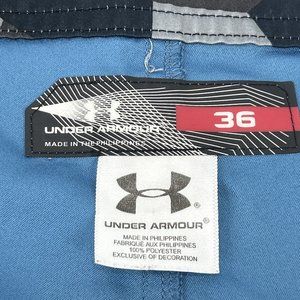 UNDER ARMOUR
MADE IN THE PHILIPPINES
36
UNDER ARMOUR®
MADE IN PHILIPPINES
FABRIQUÉ AUX PHILIPPINES
100% POLYESTER
EXCLUSIVE OF DECORATION